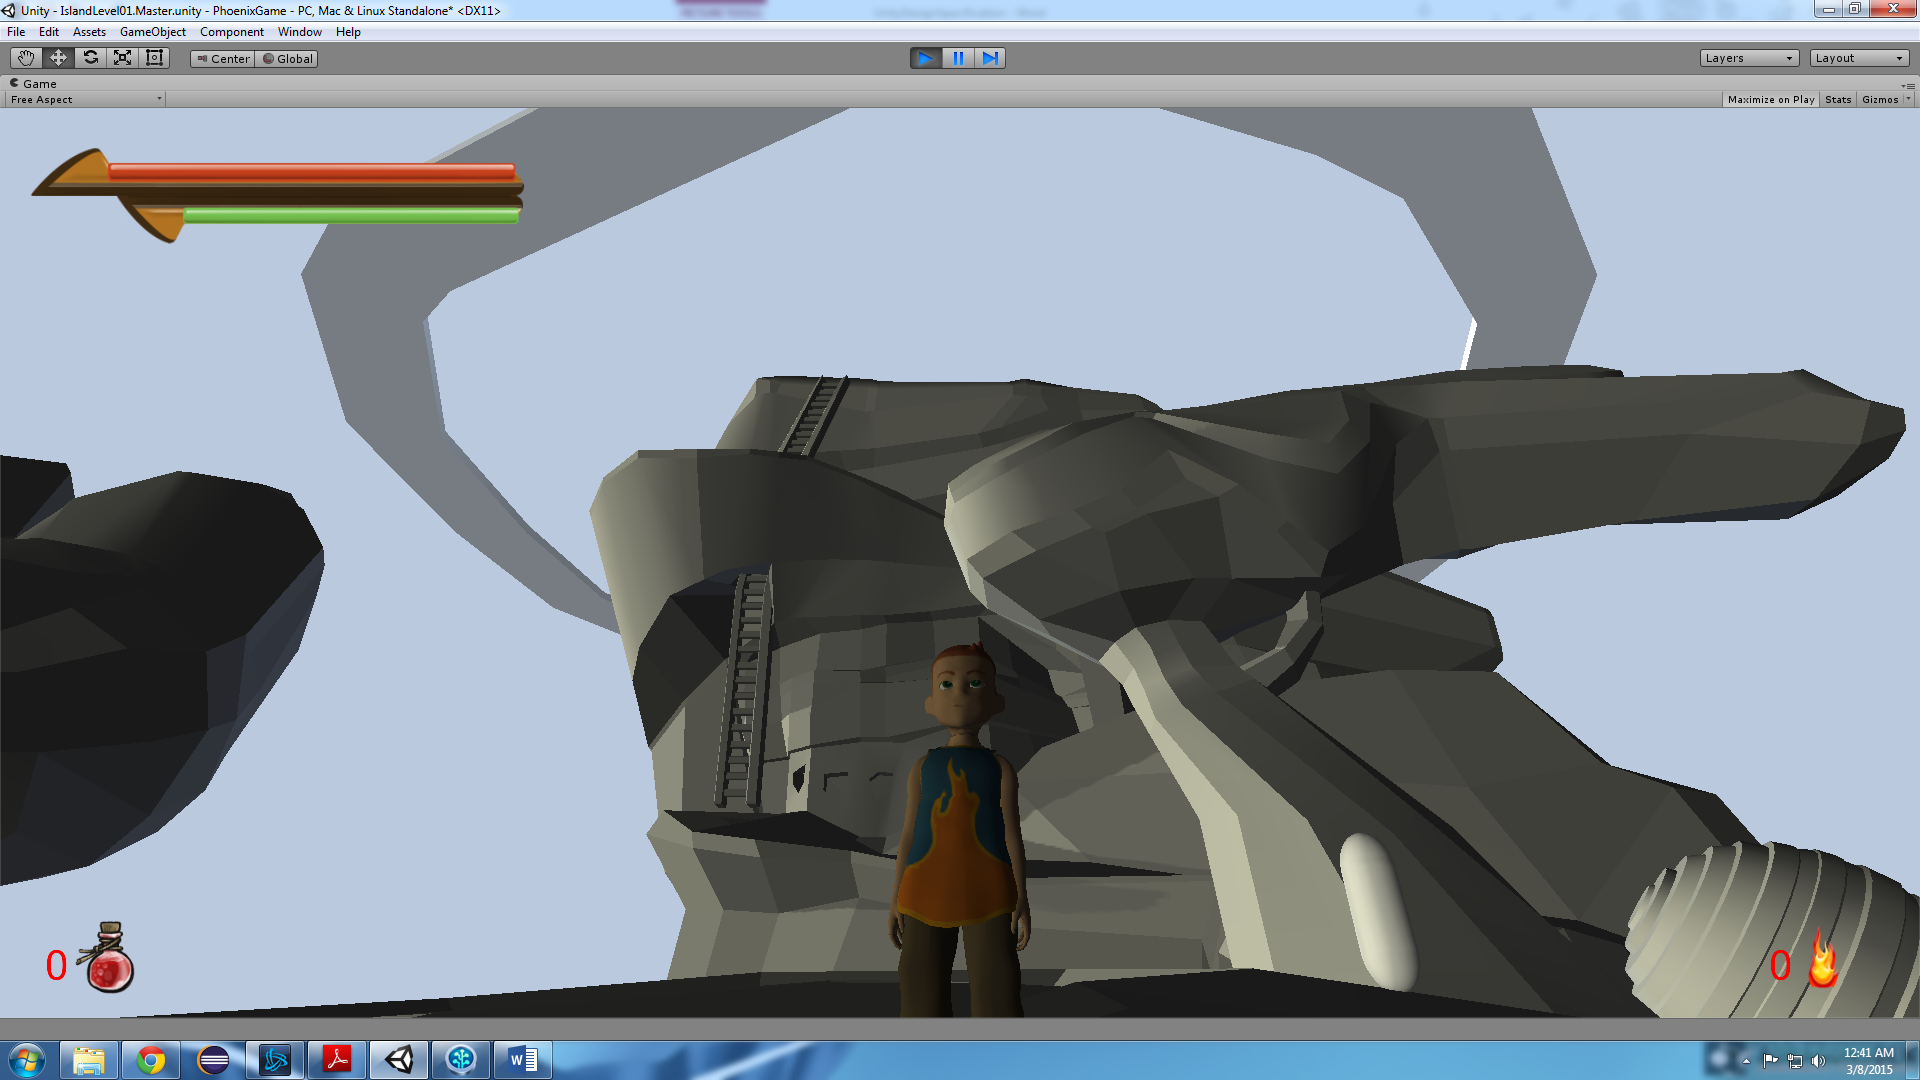 Unity - IslandLevel01.Master.unity - PhoenixGame - PC, Mac & Linux Standalone* <DX11>
File Edit Assets GameObject Component Window Help
Center Global Layers Layout
Game
Free Aspect Maximize on Play Stats Gizmos
0
0
12:41 AM
3/8/2015